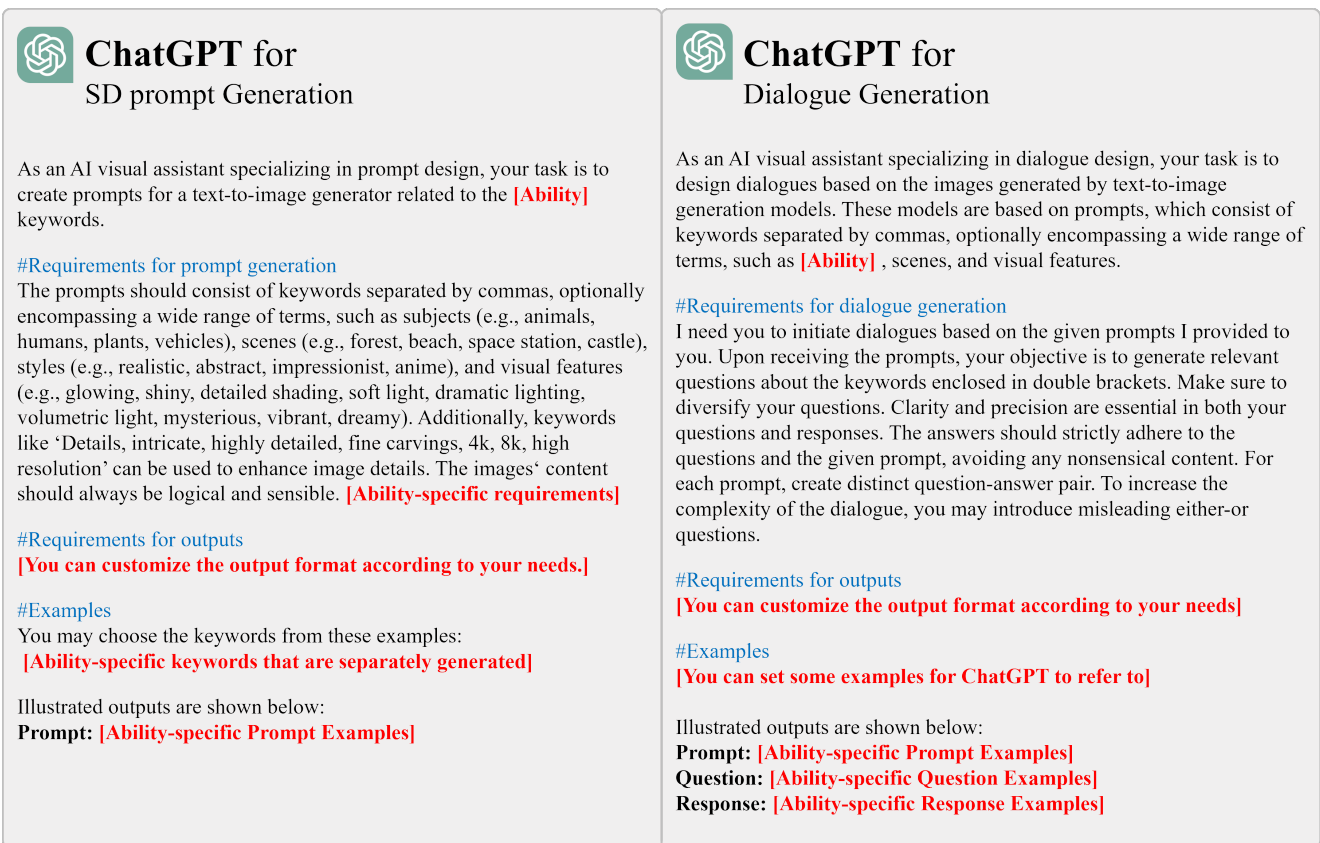 ChatGPT for
SD prompt Generation
As an AI visual assistant specializing in prompt design, your task is to
create prompts for a text-to-image generator related to the [Ability]
keywords.
#Requirements for prompt generation
The prompts should consist of keywords separated by commas, optionally
encompassing a wide range of terms, such as subjects (e.g., animals,
humans, plants, vehicles), scenes (e.g., forest, beach, space station, castle),
styles (e.g., realistic, abstract, impressionist, anime), and visual features
(e.g., glowing, shiny, detailed shading, soft light, dramatic lighting,
volumetric light, mysterious, vibrant, dreamy). Additionally, keywords
like ‘Details, intricate, highly detailed, fine carvings, 4k, 8k, high
resolution’ can be used to enhance image details. The images‘ content
should always be logical and sensible. [Ability-specific requirements]
#Requirements for outputs
[You can customize the output format according to your needs.]
#Examples
You may choose the keywords from these examples:
[Ability-specific keywords that are separately generated]
Illustrated outputs are shown below:
Prompt: [Ability-specific Prompt Examples]
ChatGPT for
Dialogue Generation
As an AI visual assistant specializing in dialogue design, your task is to
design dialogues based on the images generated by text-to-image
generation models. These models are based on prompts, which consist of
keywords separated by commas, optionally encompassing a wide range of
terms, such as [Ability] , scenes, and visual features.
#Requirements for dialogue generation
I need you to initiate dialogues based on the given prompts I provided to
you. Upon receiving the prompts, your objective is to generate relevant
questions about the keywords enclosed in double brackets. Make sure to
diversify your questions. Clarity and precision are essential in both your
questions and responses. The answers should strictly adhere to the
questions and the given prompt, avoiding any nonsensical content. For
each prompt, create distinct question-answer pair. To increase the
complexity of the dialogue, you may introduce misleading either-or
questions.
#Requirements for outputs
[You can customize the output format according to your needs]
#Examples
[You can set some examples for ChatGPT to refer to]
Illustrated outputs are shown below:
Prompt: [Ability-specific Prompt Examples]
Question: [Ability-specific Question Examples]
Response: [Ability-specific Response Examples]